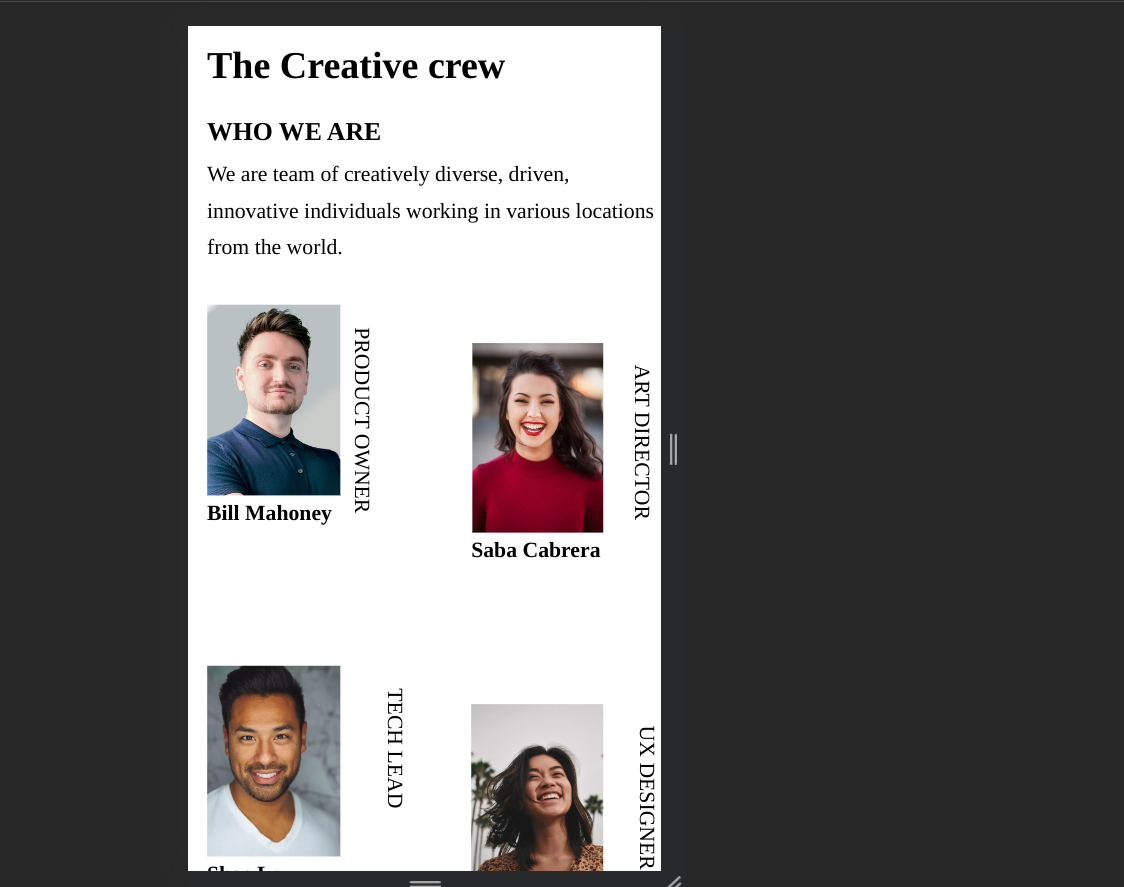 The Creative crew
WHO WE ARE
We are team of creatively diverse, driven,
innovative individuals working in various locations
from the world.
PRODUCT OWNER
Bill Mahoney
ART DIRECTOR
Saba Cabrera
TECH LEAD
UX DESIGNER